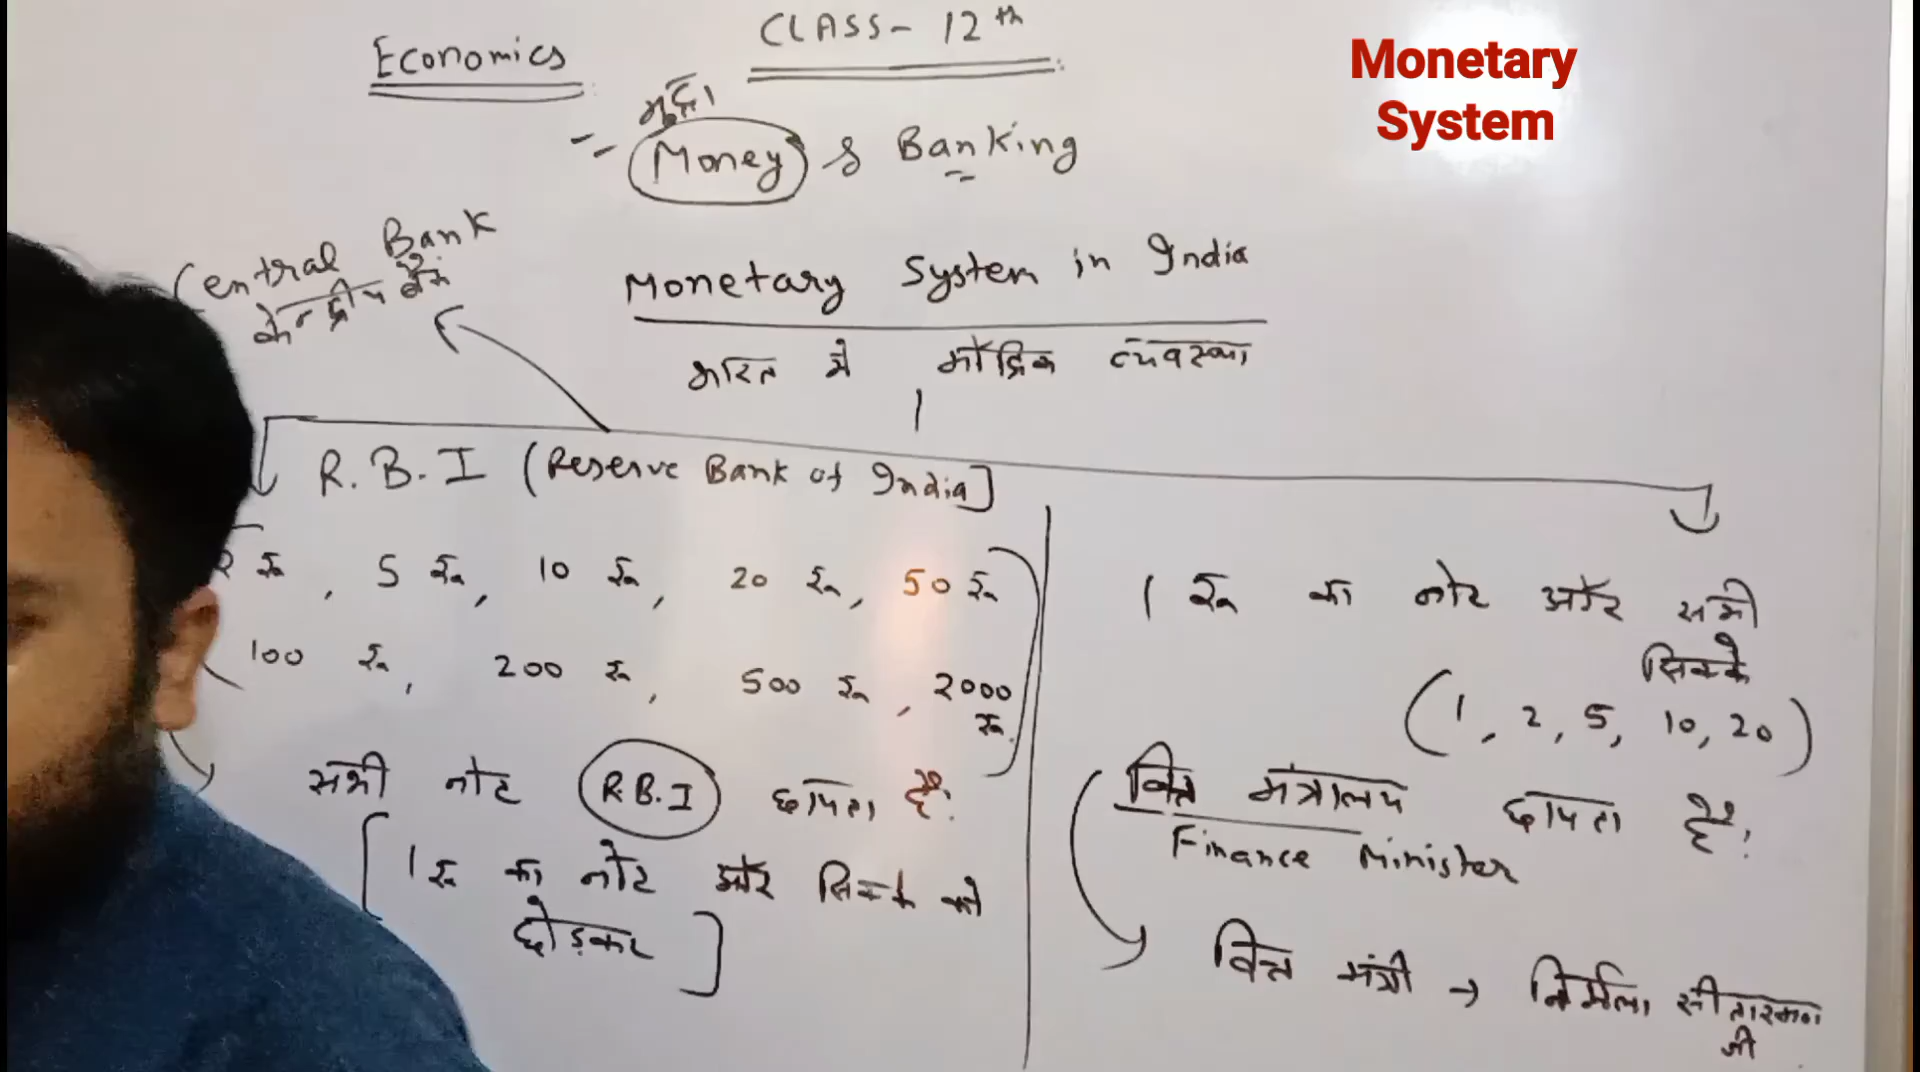 CLASS - 12th
Economics
Monetary
System
मुद्रा
Money & Banking
Central Bank
केन्द्रीय बैंक
Monetary System in India
भारत में मौद्रिक व्यवस्था
R.B.I (Reserve Bank of India]
2 रू, 5 रू, 10 रू, 20 रू, 50 रू
100 रू, 200 रू, 500 रू, 2000
रू
सभी नोट R.B.I छापता है।
[1 रू का नोट और सिक्के को
छोड़कर]
1 रू का नोट और सभी
सिक्के
(1, 2, 5, 10, 20)
वित्त मंत्रालय छापता है।
Finance Minister
वित्त मंत्री → निर्मला सीतारमण
जी